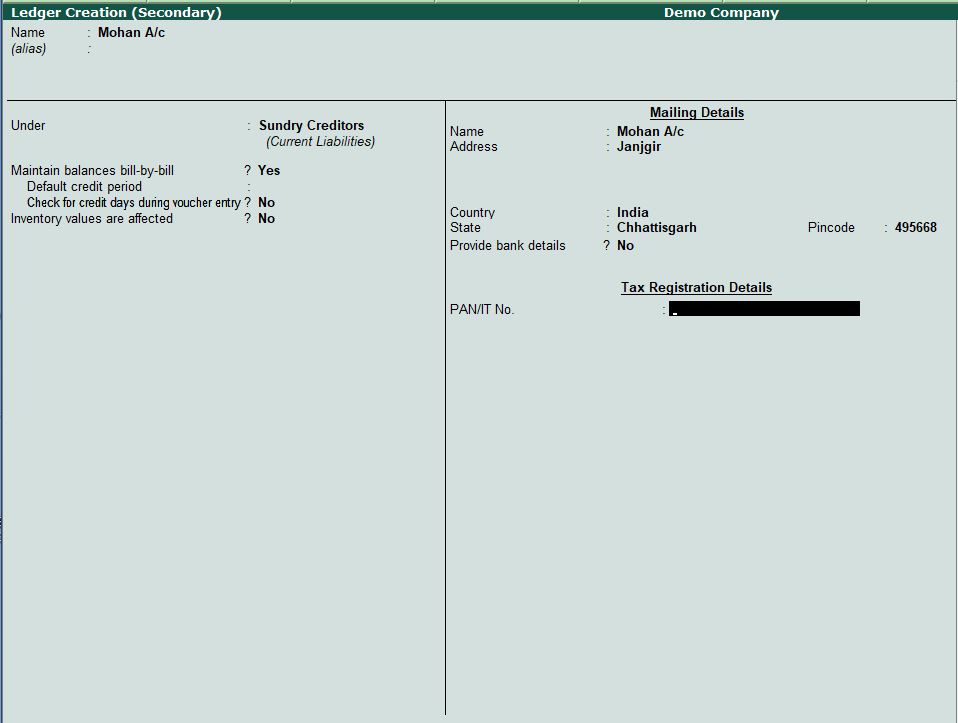 Ledger Creation (Secondary) Demo Company
Name : Mohan A/c
(alias) :
Under : Sundry Creditors
(Current Liabilities)
Maintain balances bill-by-bill ? Yes
Default credit period :
Check for credit days during voucher entry ? No
Inventory values are affected ? No
Mailing Details
Name : Mohan A/c
Address : Janjgir
Country : India
State : Chhattisgarh Pincode : 495668
Provide bank details ? No
Tax Registration Details
PAN/IT No. :